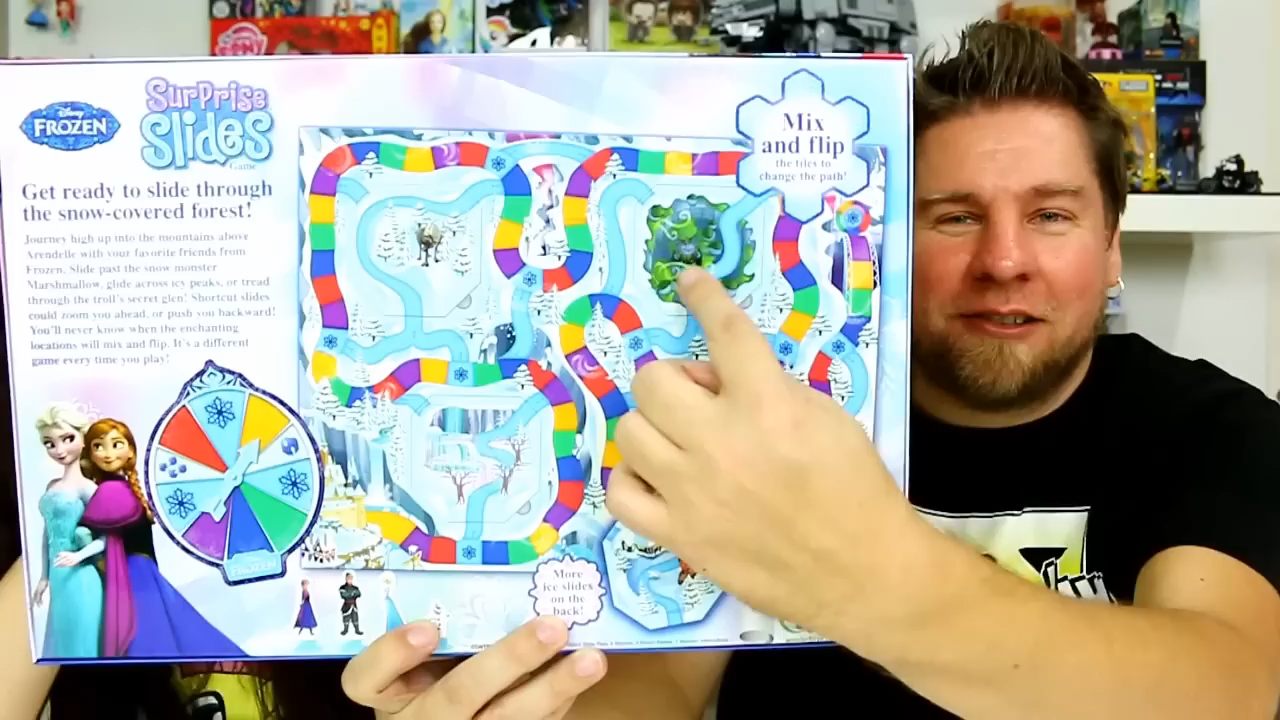 my LITTLE PONY
Disney
FROZEN
Surprise
Slides
Game
Get ready to slide through
the snow-covered forest!
Journey high up into the mountains above
Arendelle with your favorite friends from
Frozen. Slide past the snow monster
Marshmallow, glide across icy peaks, or tread
through the troll's secret glen! Shortcut slides
could zoom you ahead, or push you backward!
You'll never know when the enchanting
locations will mix and flip. It's a different
game every time you play!
Mix
and flip
the tiles to
change the path!
FROZEN
More
ice slides
on the
back!